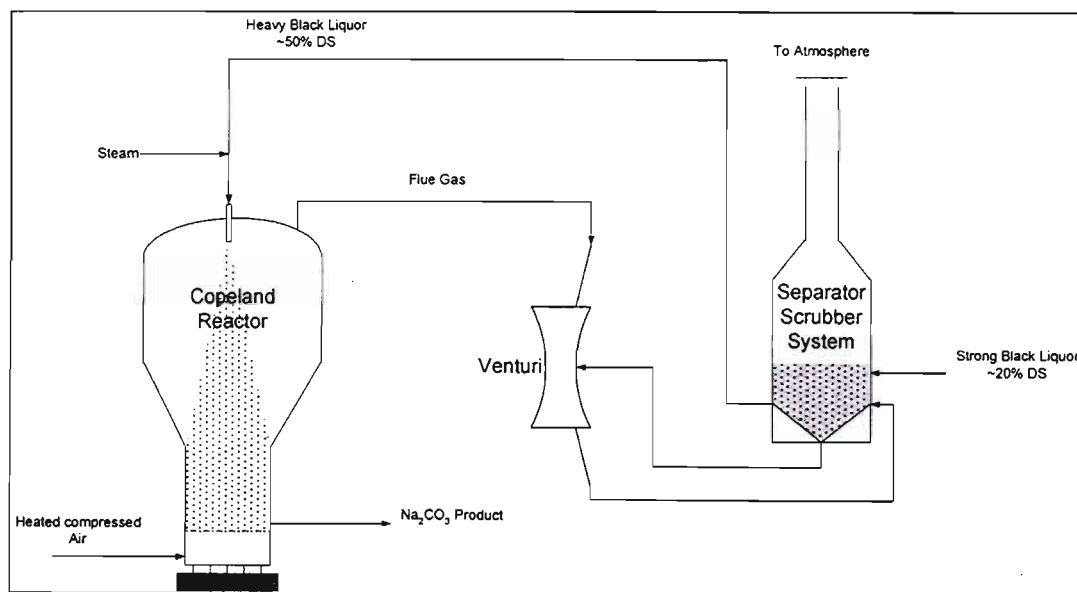 Heavy Black Liquor
~50% DS
To Atmosphere
Steam
Flue Gas
Copeland
Reactor
Separator
Scrubber
System
Venturi
Strong Black Liquor
~20% DS
Heated compressed
Air
Na₂CO₃ Product